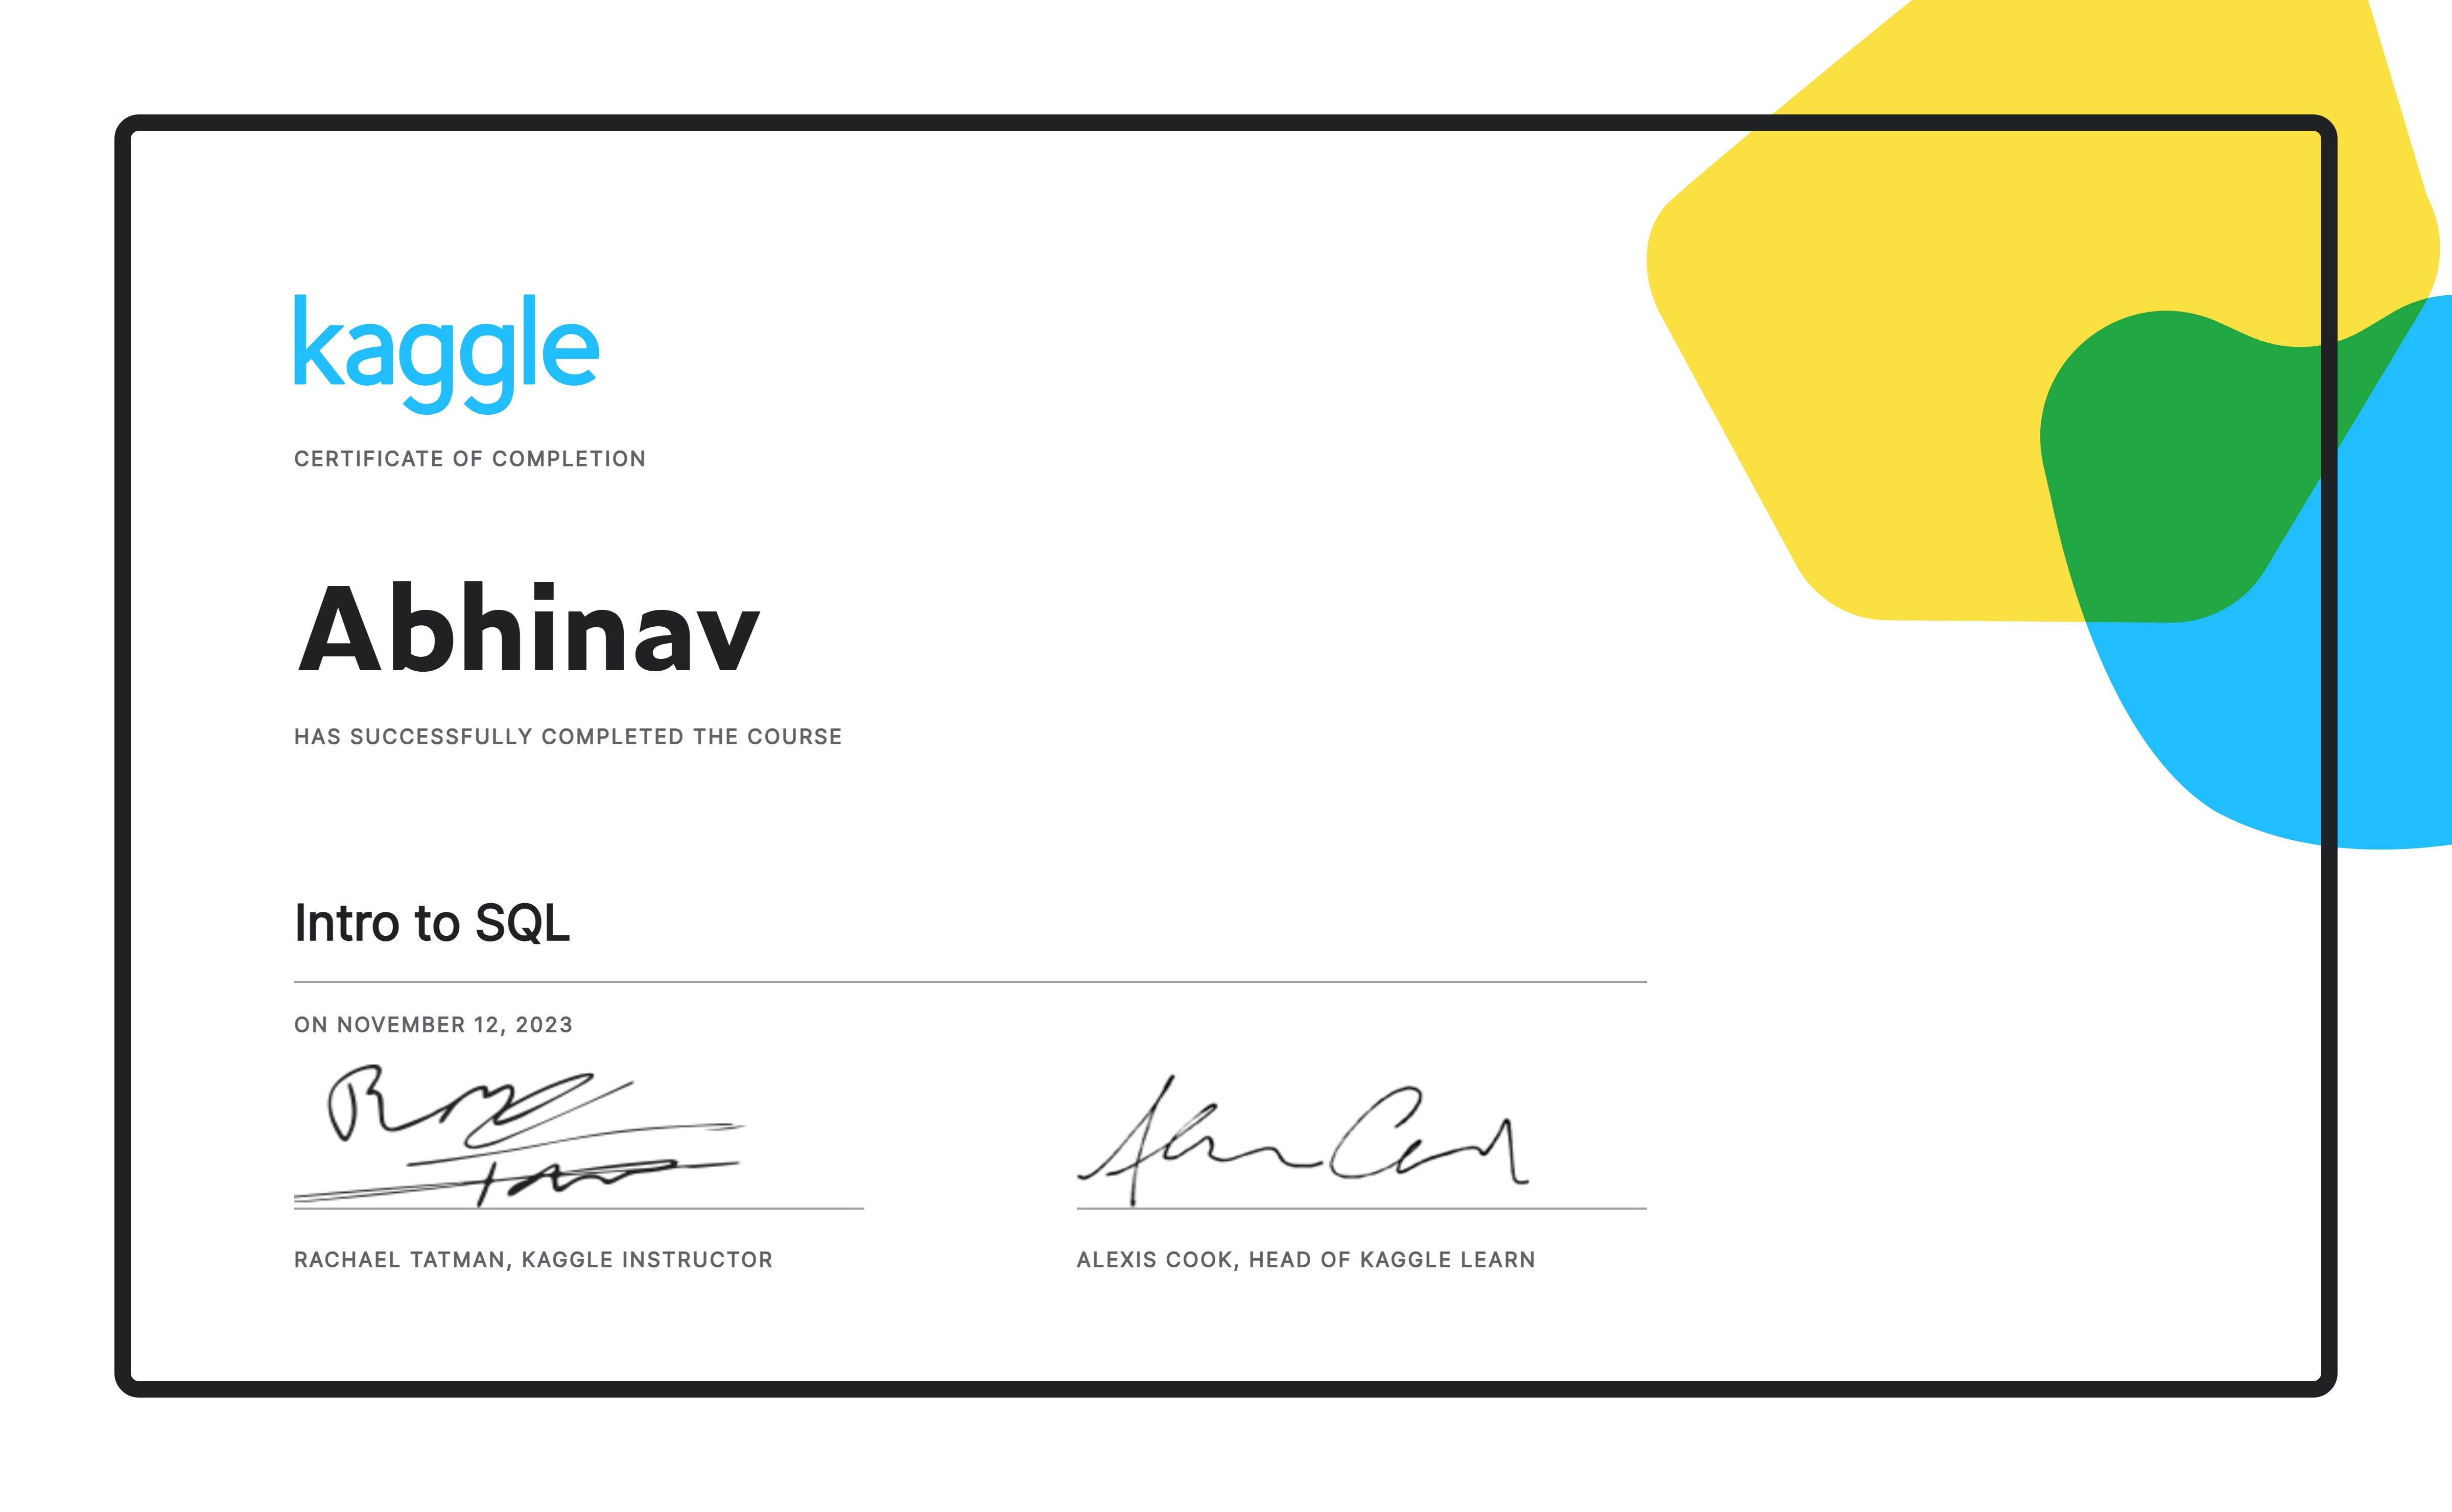 kaggle
CERTIFICATE OF COMPLETION
Abhinav
HAS SUCCESSFULLY COMPLETED THE COURSE
Intro to SQL
ON NOVEMBER 12, 2023
RACHAEL TATMAN, KAGGLE INSTRUCTOR
ALEXIS COOK, HEAD OF KAGGLE LEARN